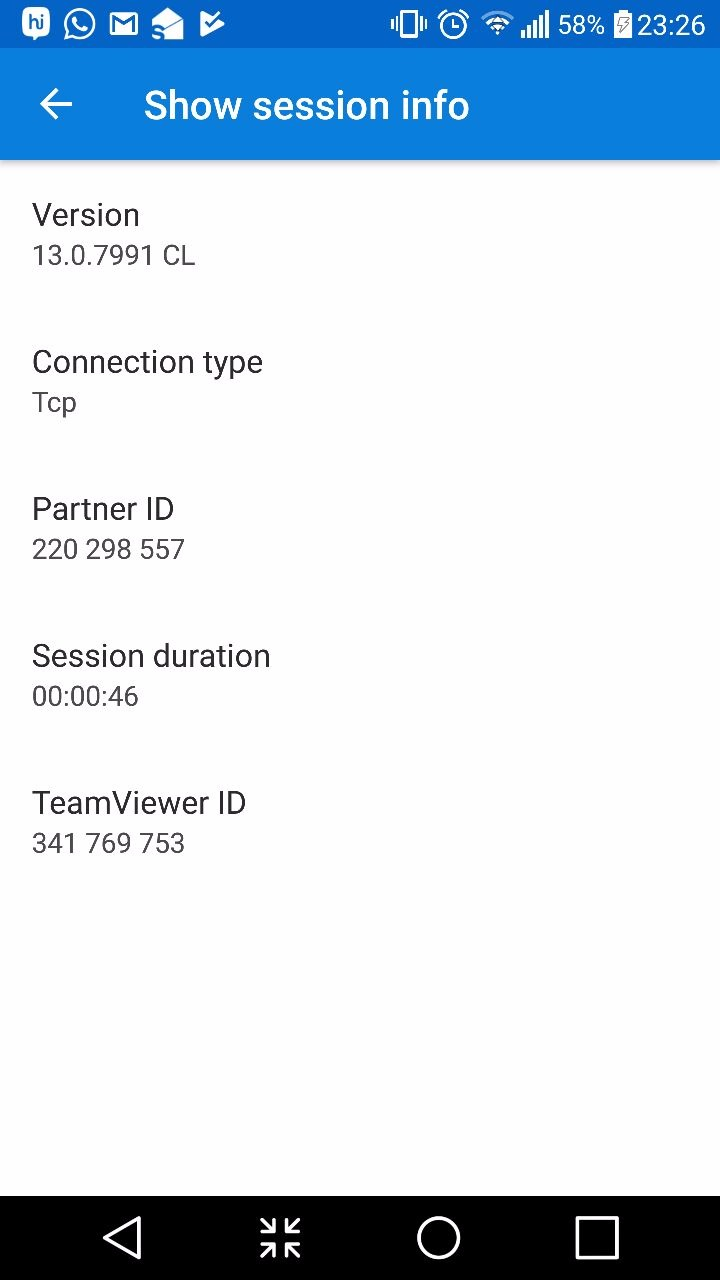 hi
58%
23:26
Show session info
Version
13.0.7991 CL
Connection type
Tcp
Partner ID
220 298 557
Session duration
00:00:46
TeamViewer ID
341 769 753